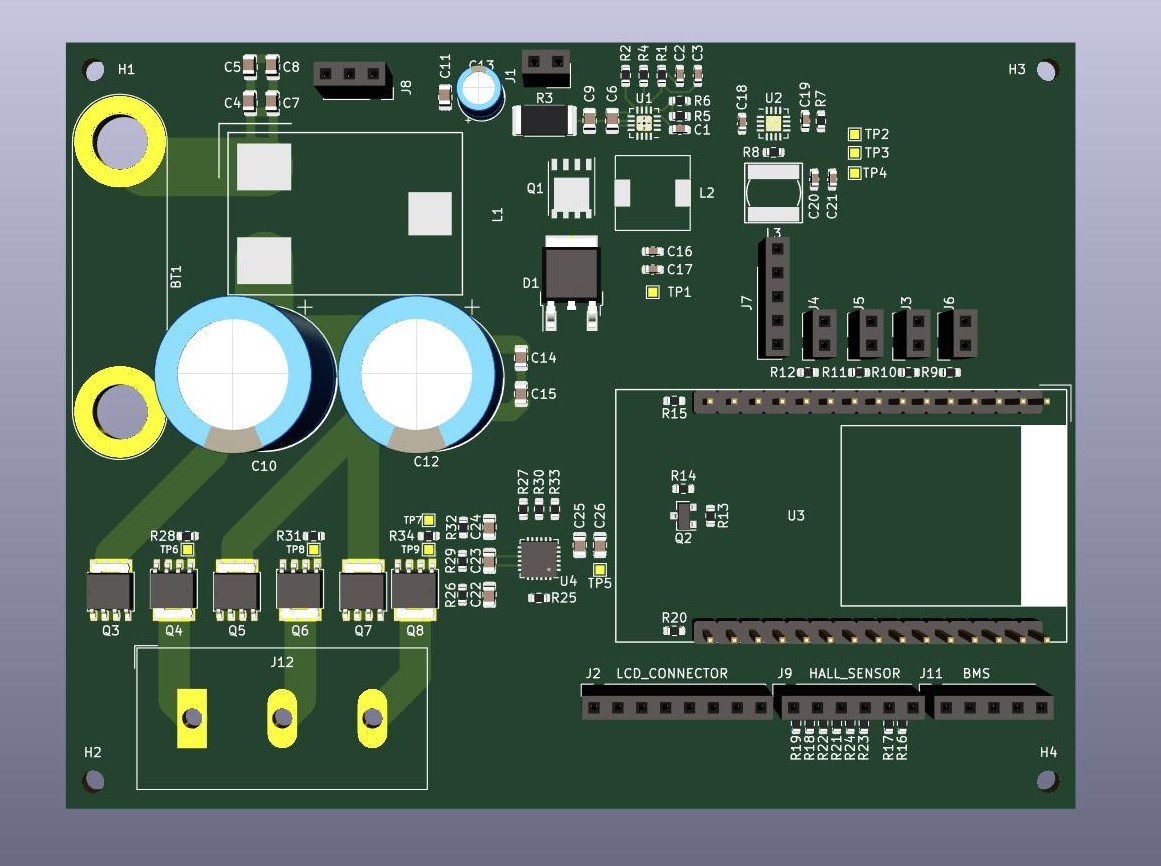 H1
C5
C8
C4
C7
J8
C11
C13
J1
R3
C9
C6
R2
R4
R1
C2
C3
U1
R6
R5
C1
C18
U2
C19
R7
H3
TP2
TP3
TP4
R8
Q1
L1
L2
C20
C21
L3
BT1
C16
C17
D1
TP1
J7
J4
J5
J3
J6
C14
C15
R12
R11
R10
R9
R15
C10
C12
R27
R30
R33
R14
R13
U3
Q2
TP7
R32
C24
C25
C26
R28
TP6
R31
TP8
R34
TP9
R29
C23
U4
TP5
R26
C22
R25
Q3
Q4
Q5
Q6
Q7
Q8
R20
J12
J2 LCD_CONNECTOR
J9 HALL_SENSOR
J11 BMS
R19
R18
R22
R21
R24
R23
R17
R16
H2
H4